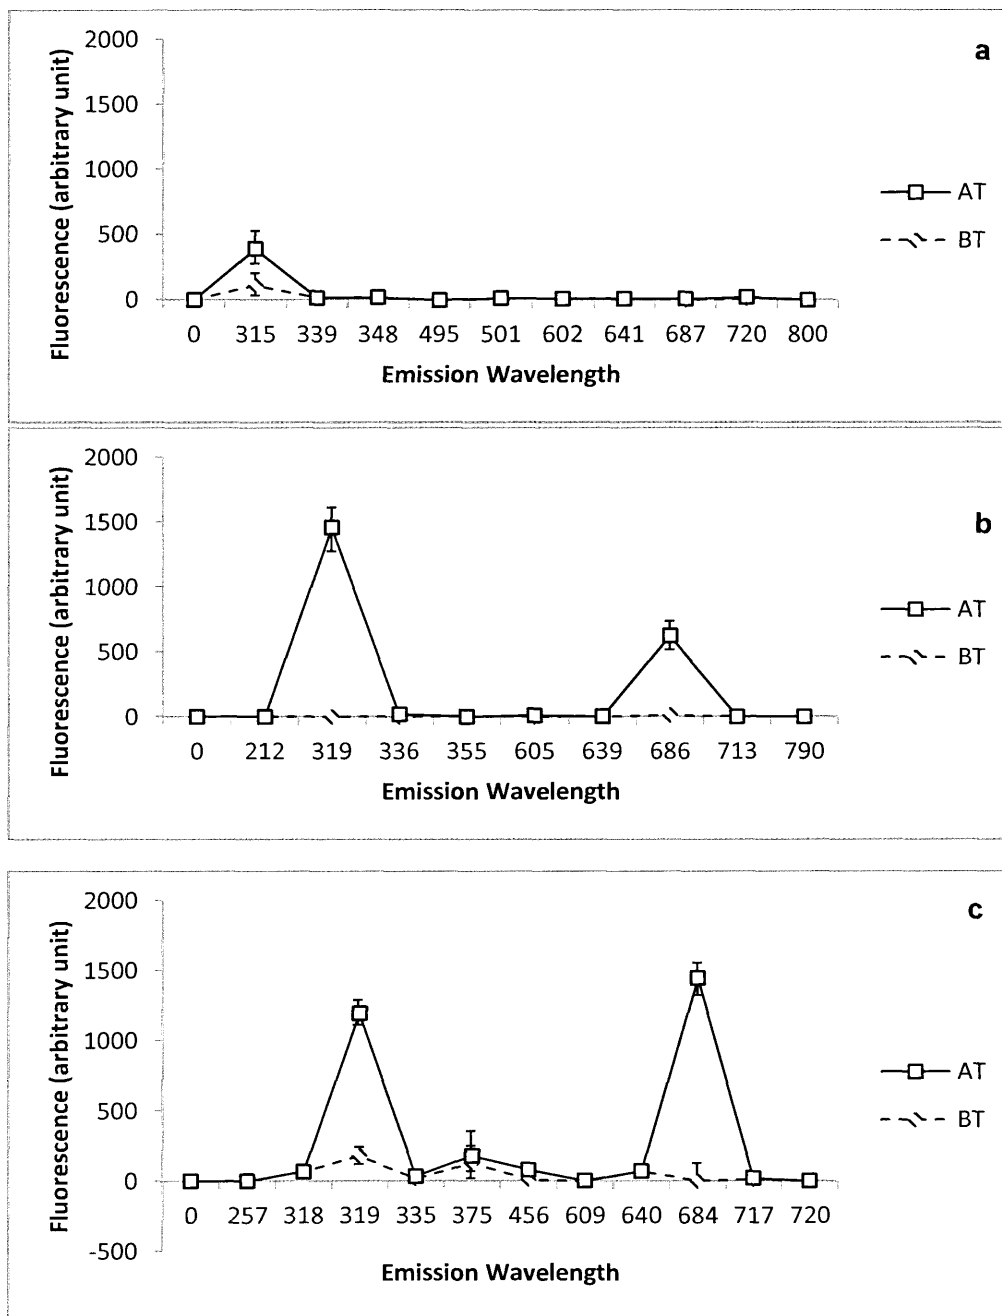 a
Fluorescence (arbitrary unit)
2000
1500
1000
500
0
0 315 339 348 495 501 602 641 687 720 800
Emission Wavelength
AT
BT
b
Fluorescence (arbitrary unit)
2000
1500
1000
500
0
0 212 319 336 355 605 639 686 713 790
Emission Wavelength
AT
BT
c
Fluorescence (arbitrary unit)
2000
1500
1000
500
0
-500
0 257 318 319 335 375 456 609 640 684 717 720
Emission Wavelength
AT
BT